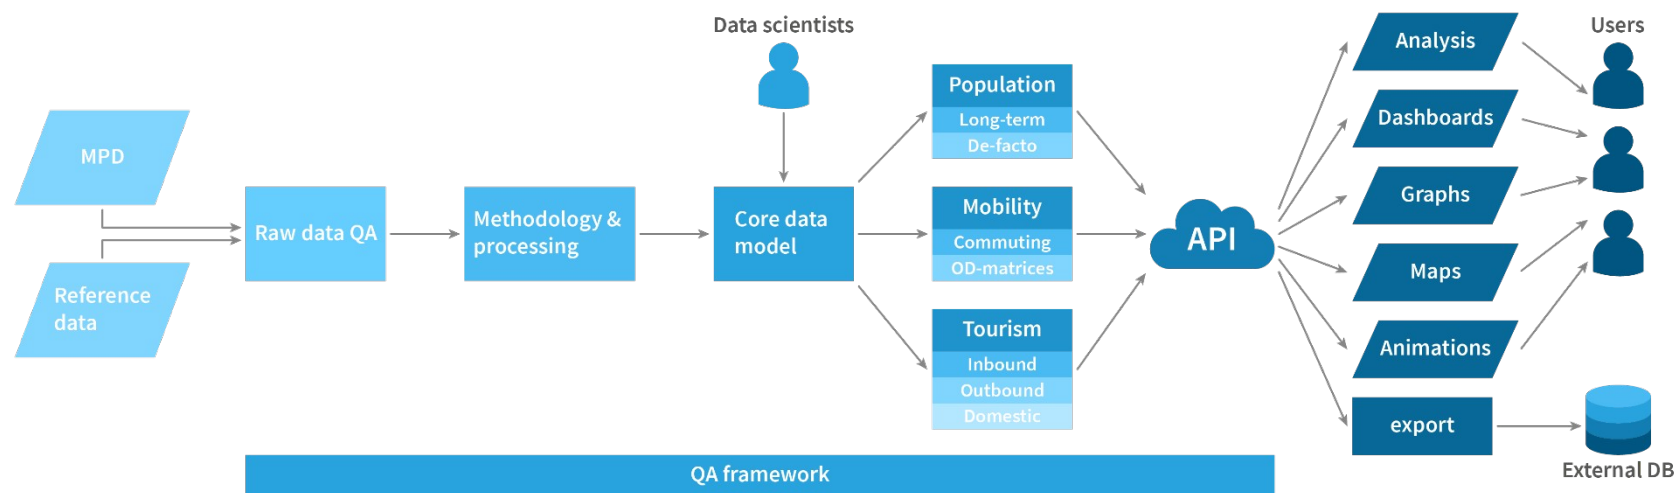 MPD
Reference
data
Raw data QA
Methodology &
processing
Data scientists
Core data
model
Population
Long-term
De-facto
Mobility
Commuting
OD-matrices
Tourism
Inbound
Outbound
Domestic
API
Analysis
Dashboards
Graphs
Maps
Animations
export
Users
External DB
QA framework